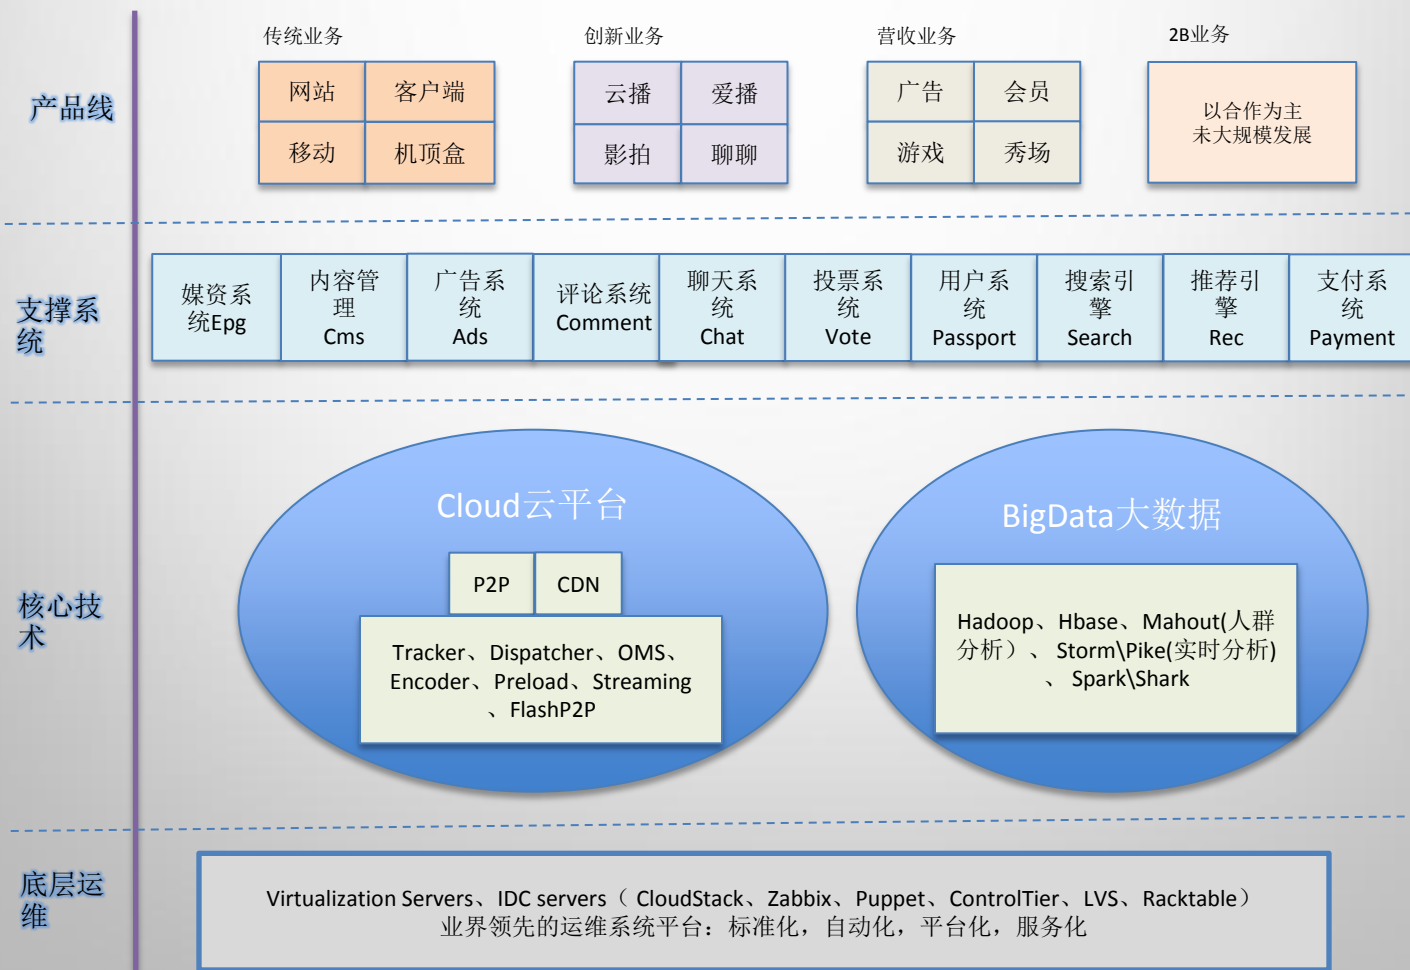 传统业务
创新业务
营收业务
2B业务
产品线
网站
客户端
移动
机顶盒
云播
爱播
影拍
聊聊
广告
会员
游戏
秀场
以合作为主
未大规模发展
支撑系
统
媒资系
统Epg
内容管
理
Cms
广告系
统
Ads
评论系统
Comment
聊天系
统
Chat
投票系
统
Vote
用户系
统
Passport
搜索引
擎
Search
推荐引
擎
Rec
支付系
统
Payment
核心技
术
Cloud云平台
P2P
CDN
Tracker、Dispatcher、OMS、
Encoder、Preload、Streaming
、FlashP2P
BigData大数据
Hadoop、Hbase、Mahout(人群
分析）、Storm\Pike(实时分析)
、Spark\Shark
底层运
维
Virtualization Servers、IDC servers（ CloudStack、Zabbix、Puppet、ControlTier、LVS、Racktable）
业界领先的运维系统平台：标准化，自动化，平台化，服务化